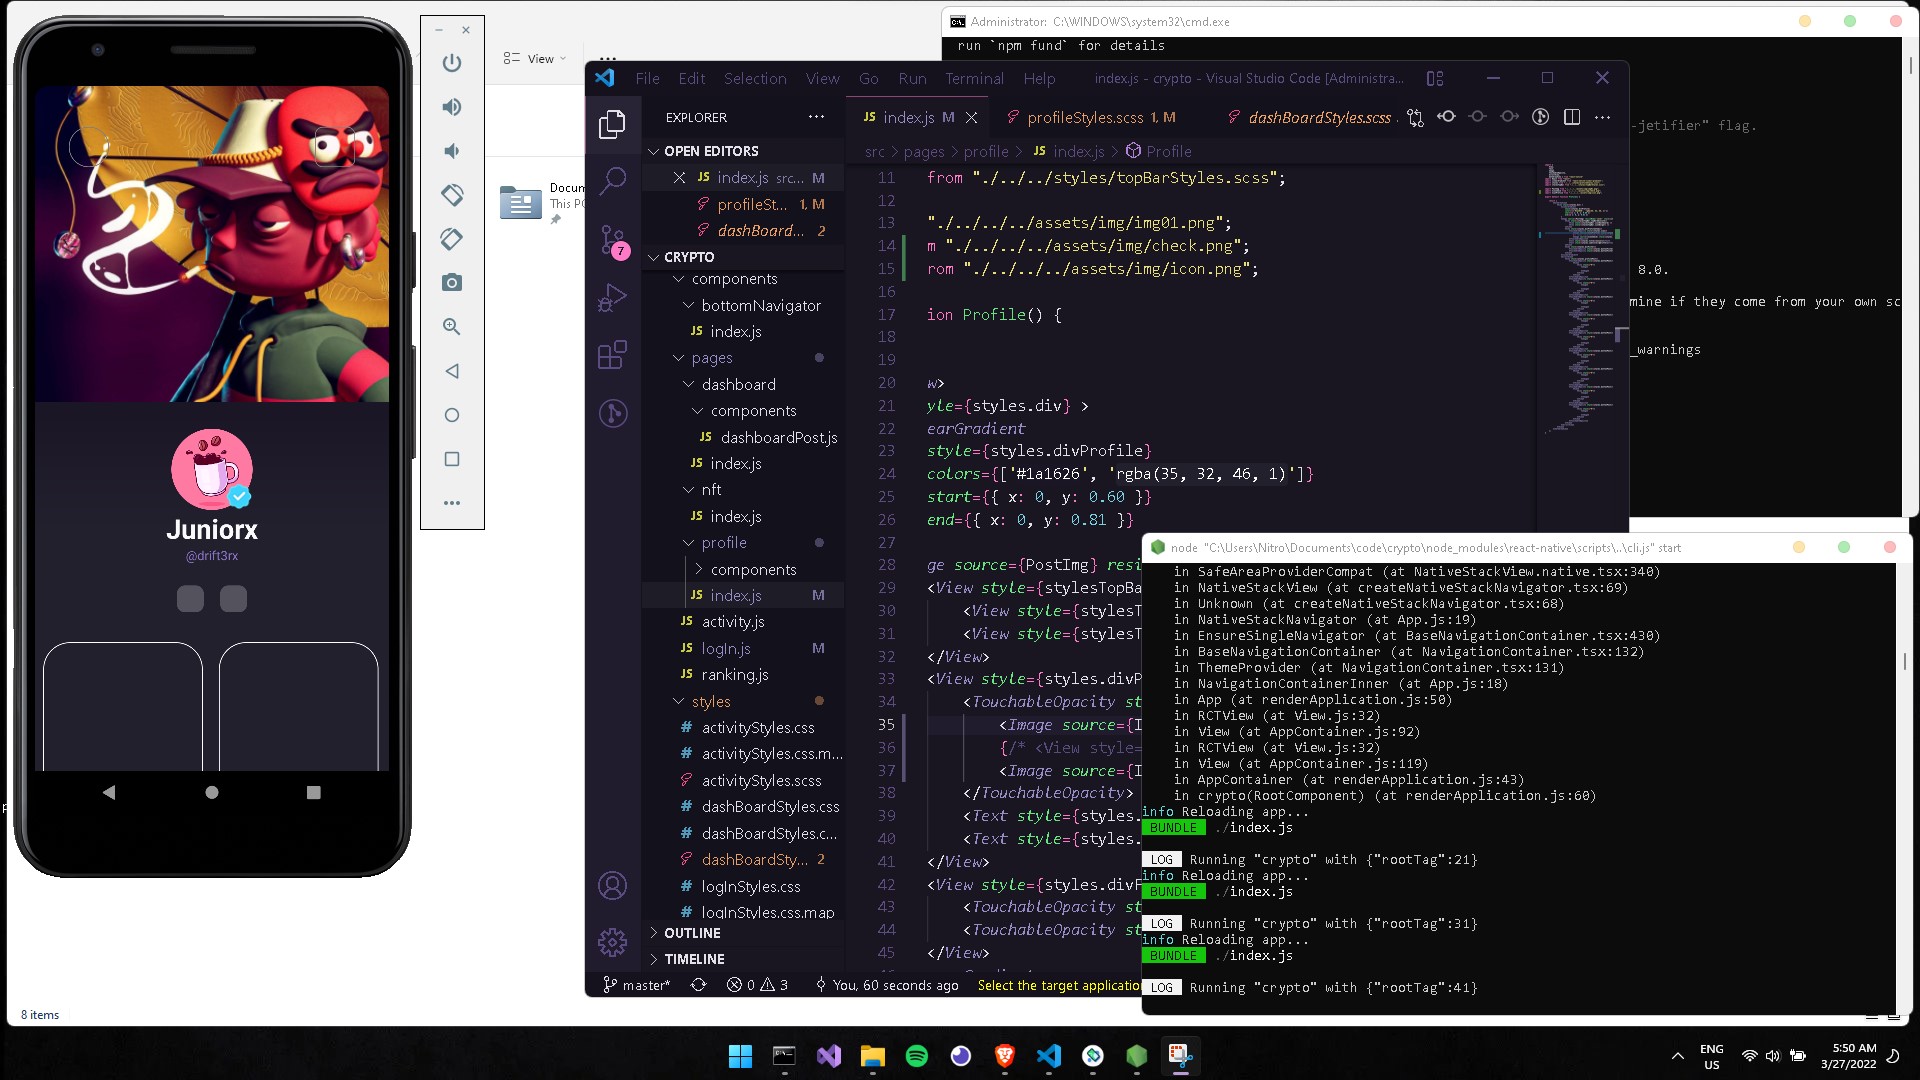 Juniorx
@drift3rx
View
Docum
This PC
8 items
Administrator: C:\WINDOWS\system32\cmd.exe
run `npm fund` for details
-jetifier" flag.
8.0.
mine if they come from your own sc
_warnings
File Edit Selection View Go Run Terminal Help
index.js - crypto - Visual Studio Code [Administra...
EXPLORER
OPEN EDITORS
JS index.js src... M
profileSt... 1, M
dashBoard... 2
CRYPTO
components
bottomNavigator
JS index.js
pages
dashboard
components
JS dashboardPost.js
JS index.js
nft
JS index.js
profile
components
JS index.js M
JS activity.js
JS logIn.js M
JS ranking.js
styles
# activityStyles.css
# activityStyles.css.m...
activityStyles.scss
# dashBoardStyles.css
# dashBoardStyles.c...
dashBoardSty... 2
# logInStyles.css
# logInStyles.css.map
OUTLINE
TIMELINE
7
JS index.js M
profileStyles.scss 1, M
dashBoardStyles.scss
src > pages > profile > JS index.js > Profile
11 from "./../../styles/topBarStyles.scss";
12
13 "./../../../assets/img/img01.png";
14 m "./../../../assets/img/check.png";
15 rom "./../../../assets/img/icon.png";
16
17 ion Profile() {
18
19
20 w>
21 yle={styles.div} >
22 earGradient
23 style={styles.divProfile}
24 colors={['#1a1626', 'rgba(35, 32, 46, 1)']}
25 start={{ x: 0, y: 0.60 }}
26 end={{ x: 0, y: 0.81 }}
27
28 ge source={PostImg} resi
29 <View style={stylesTopBa
30 <View style={stylesT
31 <View style={stylesT
32 </View>
33 <View style={styles.divP
34 <TouchableOpacity st
35 <Image source={I
36 {/* <View style=
37 <Image source={I
38 </TouchableOpacity>
39 <Text style={styles.
40 <Text style={styles.
41 </View>
42 <View style={styles.divF
43 <TouchableOpacity st
44 <TouchableOpacity st
45 </View>
master* 0 3 You, 60 seconds ago Select the target applicatio
node "C:\Users\Nitro\Documents\code\crypto\node_modules\react-native\scripts\..\cli.js" start
in SafeAreaProviderCompat (at NativeStackView.native.tsx:340)
in NativeStackView (at createNativeStackNavigator.tsx:69)
in Unknown (at createNativeStackNavigator.tsx:68)
in NativeStackNavigator (at App.js:19)
in EnsureSingleNavigator (at BaseNavigationContainer.tsx:430)
in BaseNavigationContainer (at NavigationContainer.tsx:132)
in ThemeProvider (at NavigationContainer.tsx:131)
in NavigationContainerInner (at App.js:18)
in App (at renderApplication.js:50)
in RCTView (at View.js:32)
in View (at AppContainer.js:92)
in RCTView (at View.js:32)
in View (at AppContainer.js:119)
in AppContainer (at renderApplication.js:43)
in crypto(RootComponent) (at renderApplication.js:60)
info Reloading app...
BUNDLE ./index.js
LOG Running "crypto" with {"rootTag":21}
info Reloading app...
BUNDLE ./index.js
LOG Running "crypto" with {"rootTag":31}
info Reloading app...
BUNDLE ./index.js
LOG Running "crypto" with {"rootTag":41}
ENG
US
5:50 AM
3/27/2022